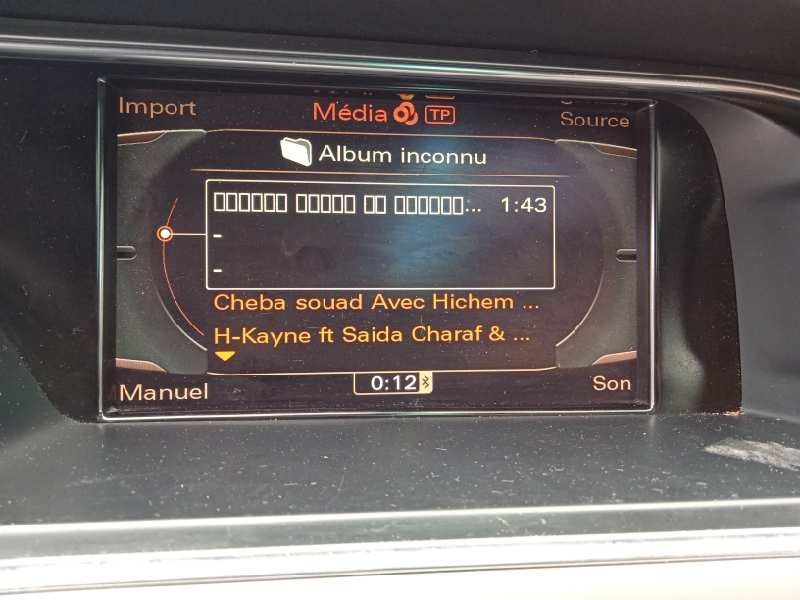 Import
Média TP
Source
Album inconnu
1:43
-
-
Cheba souad Avec Hichem ...
H-Kayne ft Saida Charaf & ...
Manuel
0:12
Son